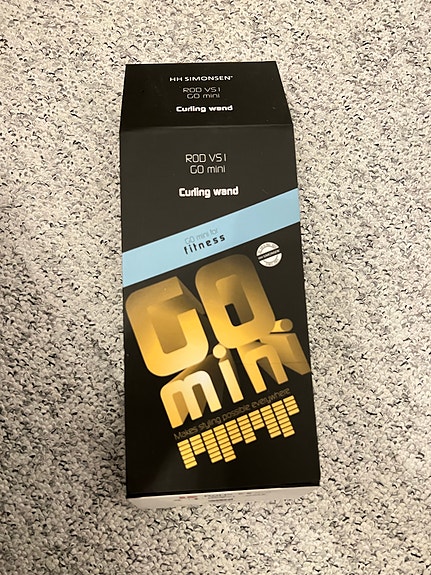 HH SIMONSEN®
ROD VS1
GO mini
Curling wand
ROD VS1
GO mini
Curling wand
GO mini for
fitness
GO
mini
Makes styling possible everywhere